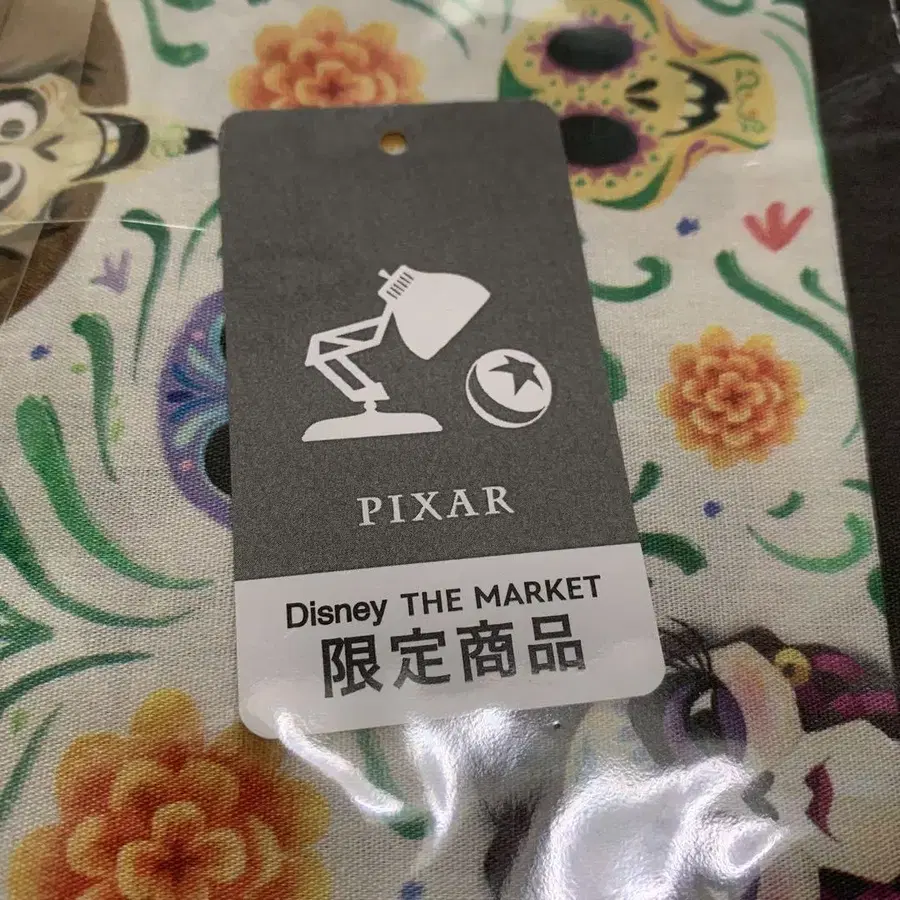 PIXAR
Disney THE MARKET
限定商品